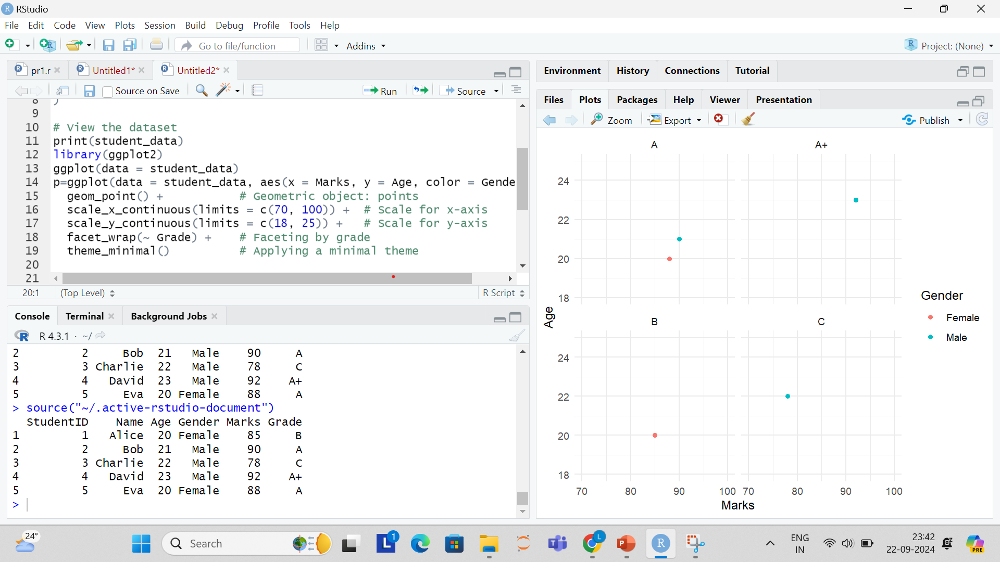 RStudio
File Edit Code View Plots Session Build Debug Profile Tools Help
Go to file/function Addins Project: (None)
pr1.r Untitled1* Untitled2*
Source on Save Run Source
8 )
9
10 # View the dataset
11 print(student_data)
12 library(ggplot2)
13 ggplot(data = student_data)
14 p=ggplot(data = student_data, aes(x = Marks, y = Age, color = Gende
15 geom_point() + # Geometric object: points
16 scale_x_continuous(limits = c(70, 100)) + # Scale for x-axis
17 scale_y_continuous(limits = c(18, 25)) + # Scale for y-axis
18 facet_wrap(~ Grade) + # Faceting by grade
19 theme_minimal() # Applying a minimal theme
20
21
20:1 (Top Level) R Script
Console Terminal Background Jobs
R 4.3.1 · ~/
2 2 Bob 21 Male 90 A
3 3 Charlie 22 Male 78 C
4 4 David 23 Male 92 A+
5 5 Eva 20 Female 88 A
> source("~/.active-rstudio-document")
StudentID Name Age Gender Marks Grade
1 1 Alice 20 Female 85 B
2 2 Bob 21 Male 90 A
3 3 Charlie 22 Male 78 C
4 4 David 23 Male 92 A+
5 5 Eva 20 Female 88 A
>
Environment History Connections Tutorial
Files Plots Packages Help Viewer Presentation
Zoom Export Publish
A A+
24
22
20
18
B C
24
22
20
18
70 80 90 100 70 80 90 100
Age
Marks
Gender
Female
Male
24°
Search
1
L
L
P
R
T
ENG
IN
23:42
22-09-2024
PRE